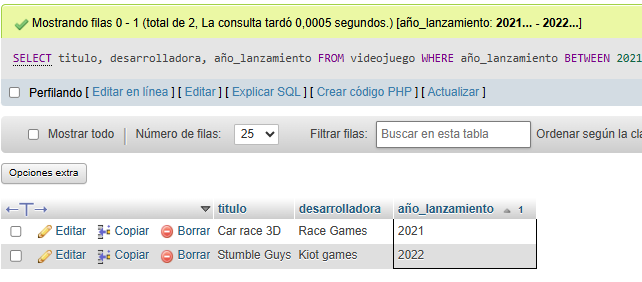 Mostrando filas 0 - 1 (total de 2, La consulta tardó 0,0005 segundos.) [año_lanzamiento: 2021... - 2022...]
SELECT titulo, desarrolladora, año_lanzamiento FROM videojuego WHERE año_lanzamiento BETWEEN 2021
Perfilando [ Editar en línea ] [ Editar ] [ Explicar SQL ] [ Crear código PHP ] [ Actualizar ]
Mostrar todo Número de filas: 25 Filtrar filas: Buscar en esta tabla Ordenar según la cla
Opciones extra
←T→ titulo desarrolladora año_lanzamiento 1
Editar Copiar Borrar Car race 3D Race Games 2021
Editar Copiar Borrar Stumble Guys Kiot games 2022